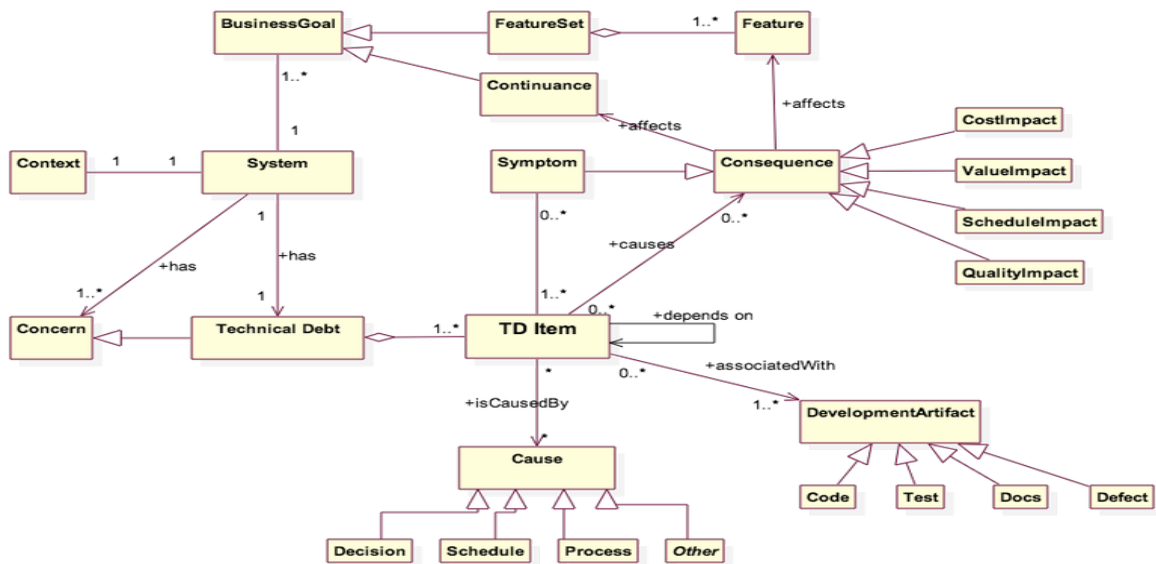 BusinessGoal
FeatureSet
1..*
Feature
1..*
Continuance
+affects
+affects
CostImpact
1
Context
1
1
System
Symptom
Consequence
ValueImpact
1
0..*
0..*
ScheduleImpact
+has
+has
+causes
QualityImpact
1..*
1
1..*
0..*
Concern
Technical Debt
1..*
TD Item
+depends on
*
0..*
+associatedWith
+isCausedBy
1..*
DevelopmentArtifact
*
Cause
Code
Test
Docs
Defect
Decision
Schedule
Process
Other